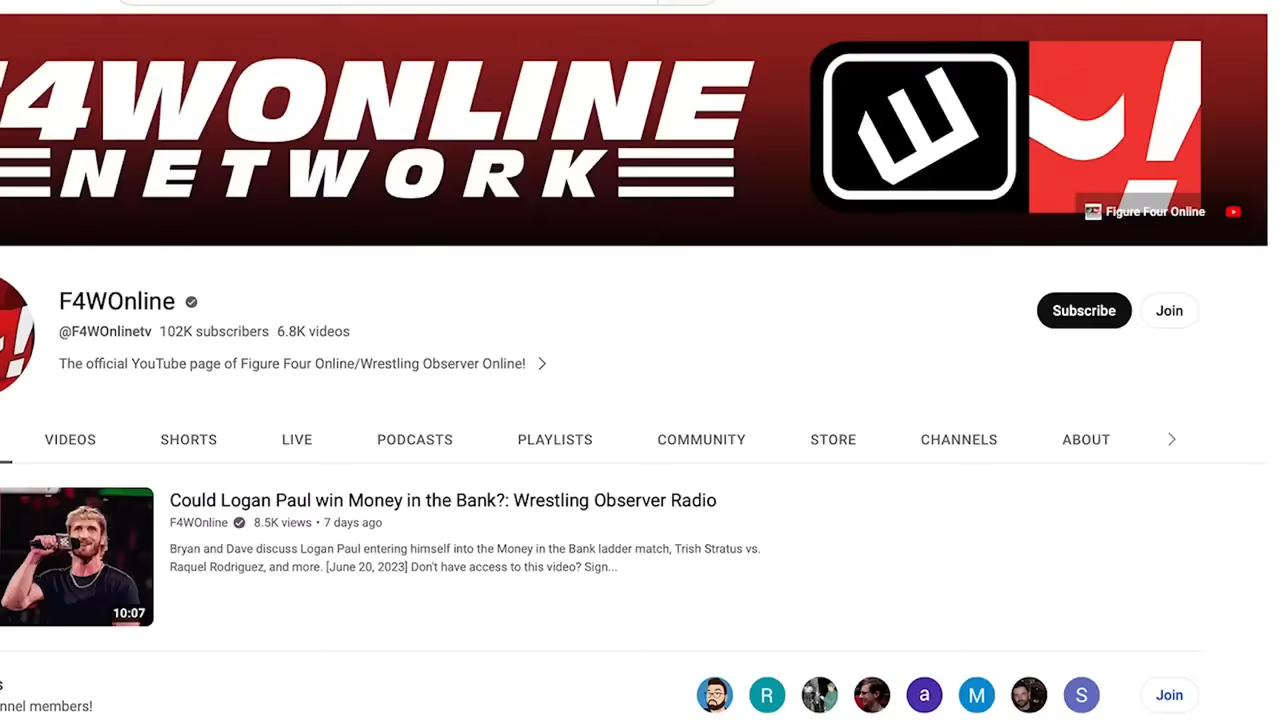 F4WONLINE
NETWORK
Figure Four Online
F4WOnline
@F4WOnlinetv 102K subscribers 6.8K videos
The official YouTube page of Figure Four Online/Wrestling Observer Online!
Subscribe
Join
VIDEOS SHORTS LIVE PODCASTS PLAYLISTS COMMUNITY STORE CHANNELS ABOUT
Could Logan Paul win Money in the Bank?: Wrestling Observer Radio
F4WOnline 8.5K views • 7 days ago
Bryan and Dave discuss Logan Paul entering himself into the Money in the Bank ladder match, Trish Stratus vs.
Raquel Rodriguez, and more. [June 20, 2023] Don't have access to this video? Sign...
10:07
R a M S
Join
members!